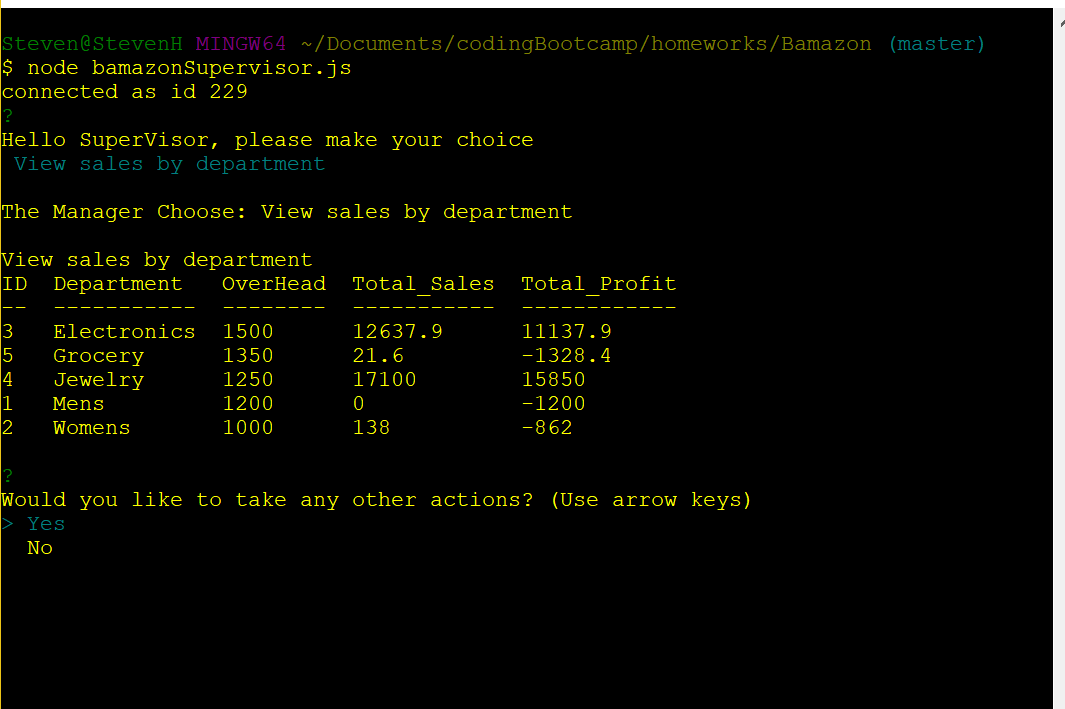 Steven@StevenH MINGW64 ~/Documents/codingBootcamp/homeworks/Bamazon (master)
$ node bamazonSupervisor.js
connected as id 229
?
Hello SuperVisor, please make your choice
 View sales by department
The Manager Choose: View sales by department
View sales by department
ID  Department   OverHead  Total_Sales  Total_Profit
--  -----------  --------  -----------  ------------
3   Electronics  1500      12637.9      11137.9
5   Grocery      1350      21.6         -1328.4
4   Jewelry      1250      17100        15850
1   Mens         1200      0            -1200
2   Womens       1000      138          -862
?
Would you like to take any other actions? (Use arrow keys)
> Yes
  No